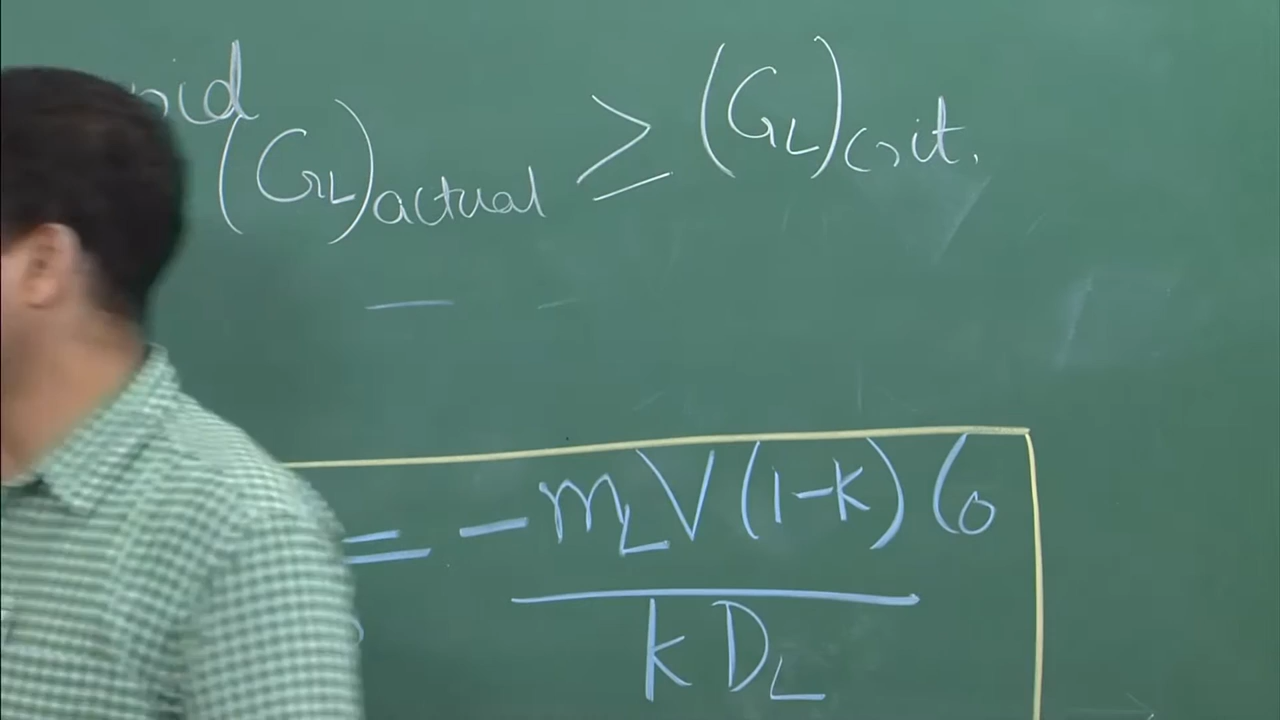 (G_L)actual ≥ (G_L)crit.
= - m_L V (1-k) C_0
k D_L